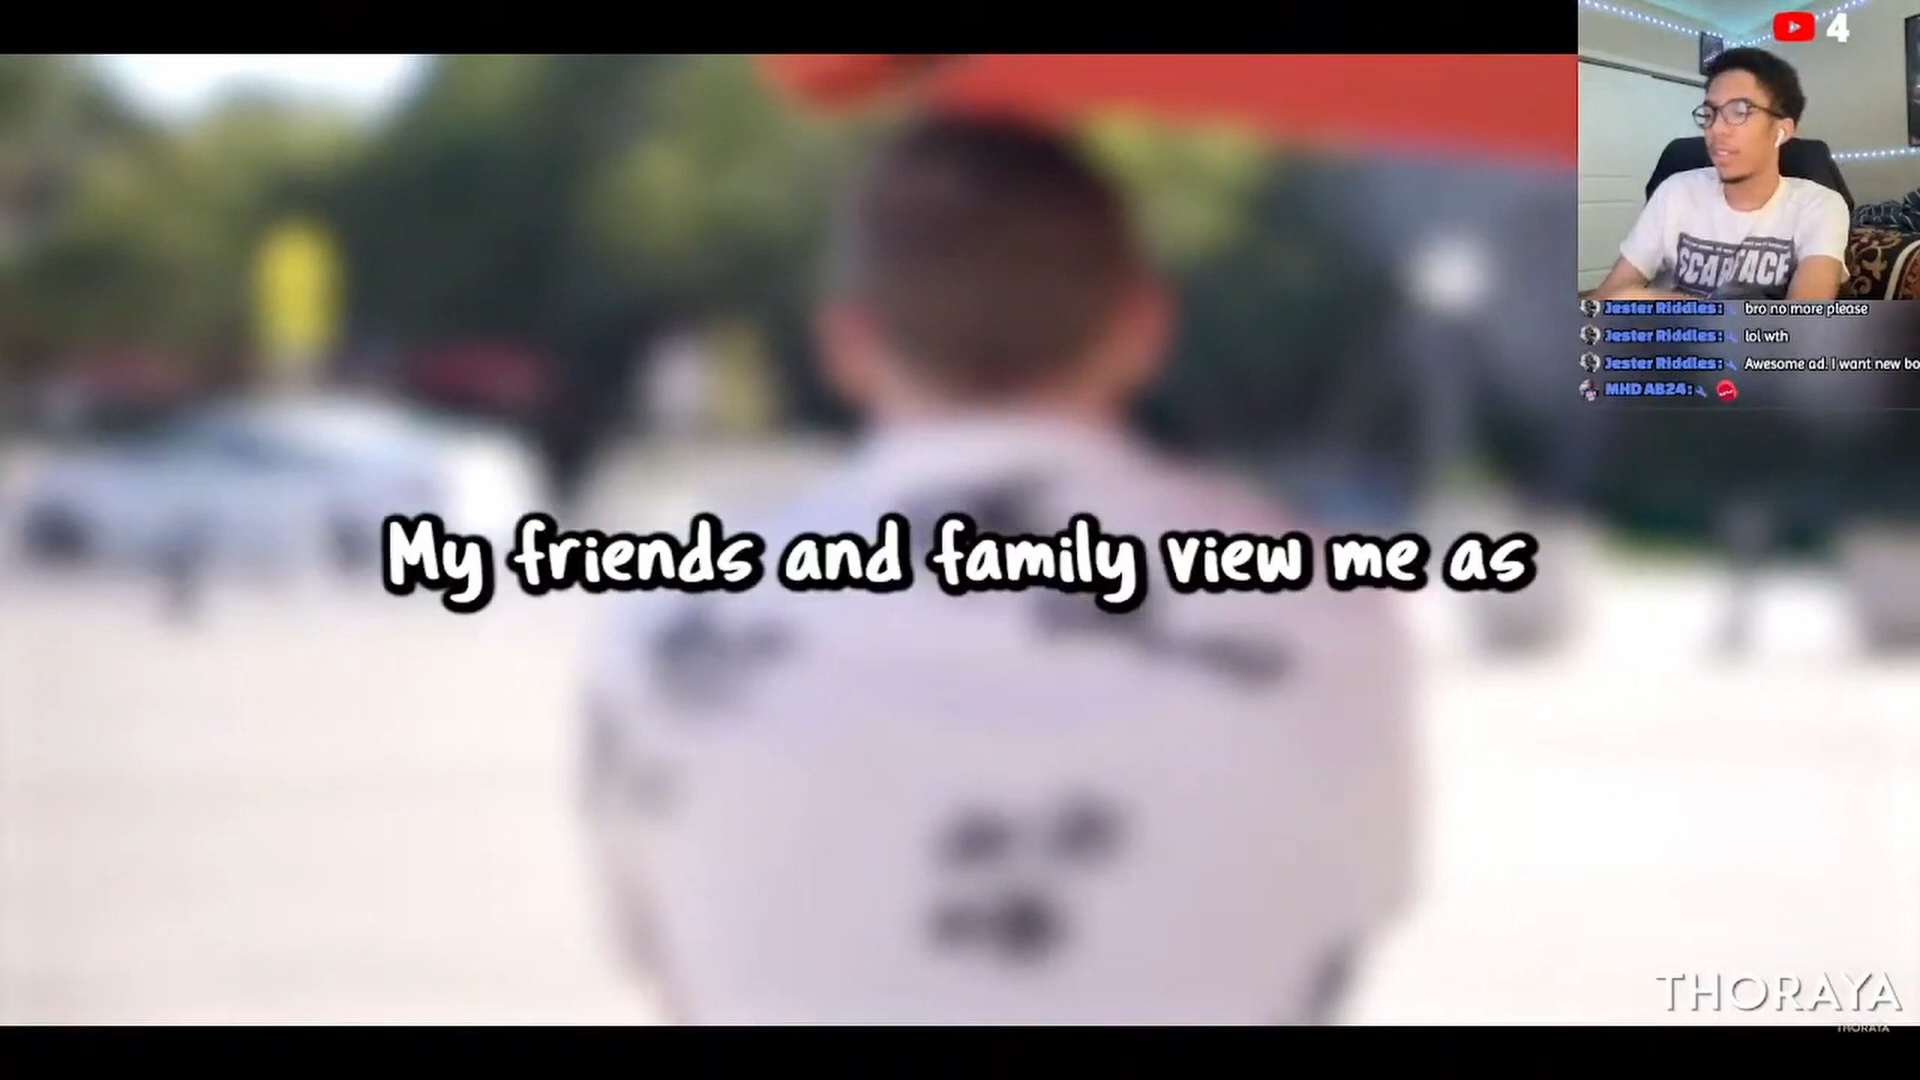 4
SCARFACE
Jester Riddles: bro no more please
Jester Riddles: lol wth
Jester Riddles: Awesome ad. I want new bo
MHD AB24:
My friends and family view me as
THORAYA
THORAYA